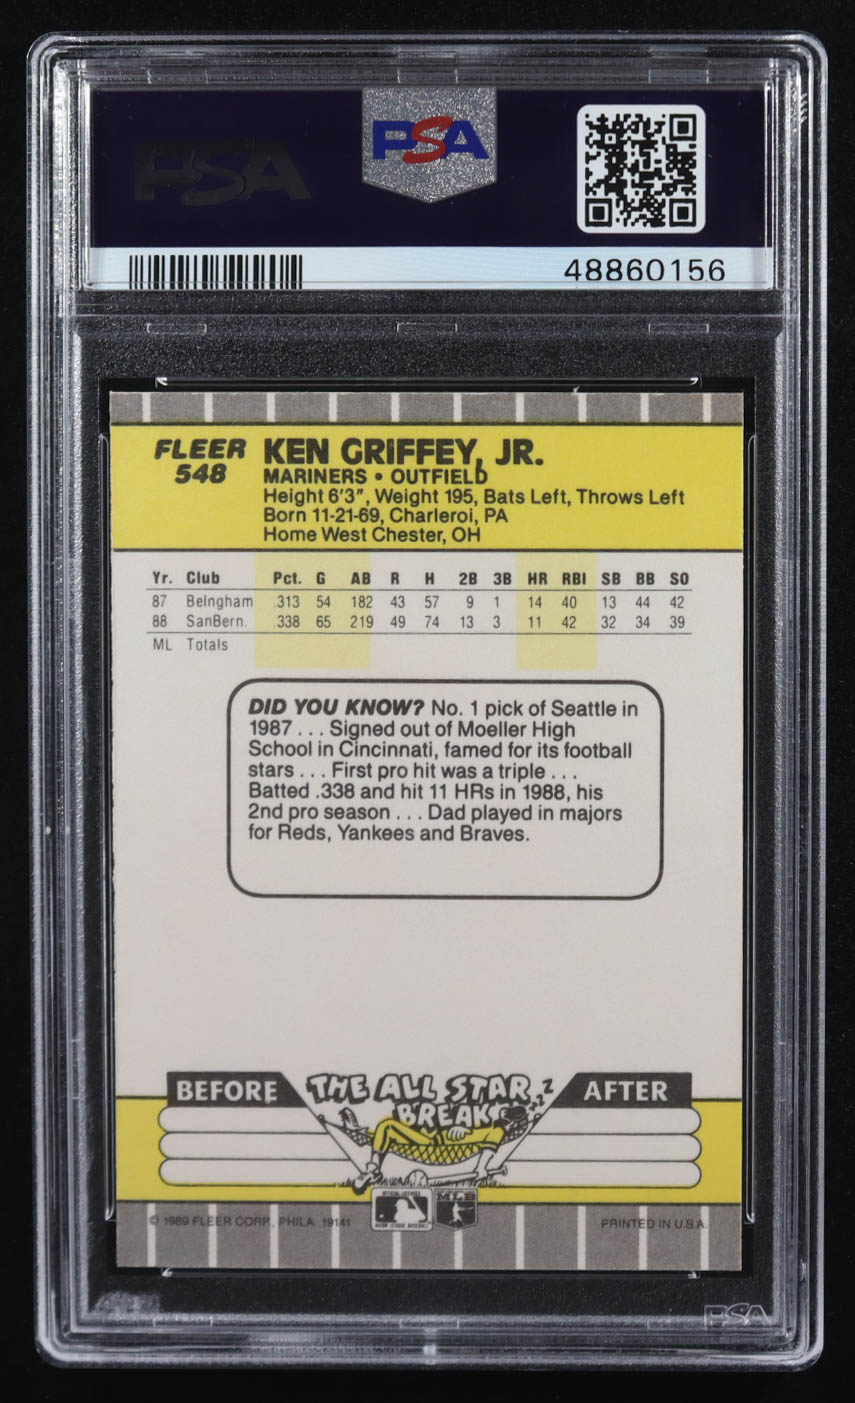 PSA
PSA
48860156
FLEER
548
KEN GRIFFEY, JR.
MARINERS • OUTFIELD
Height 6'3", Weight 195, Bats Left, Throws Left
Born 11-21-69, Charleroi, PA
Home West Chester, OH
Yr. Club Pct. G AB R H 2B 3B HR RBI SB BB SO
87 Belngham .313 54 182 43 57 9 1 14 40 13 44 42
88 SanBern. .338 65 219 49 74 13 3 11 42 32 34 39
ML Totals
DID YOU KNOW? No. 1 pick of Seattle in
1987 . . . Signed out of Moeller High
School in Cincinnati, famed for its football
stars . . . First pro hit was a triple . . .
Batted .338 and hit 11 HRs in 1988, his
2nd pro season . . . Dad played in majors
for Reds, Yankees and Braves.
BEFORE
THE ALL STAR
BREAK
zzZ
AFTER
MLB
© 1989 FLEER CORP., PHILA. 19141
PRINTED IN U.S.A.
PSA